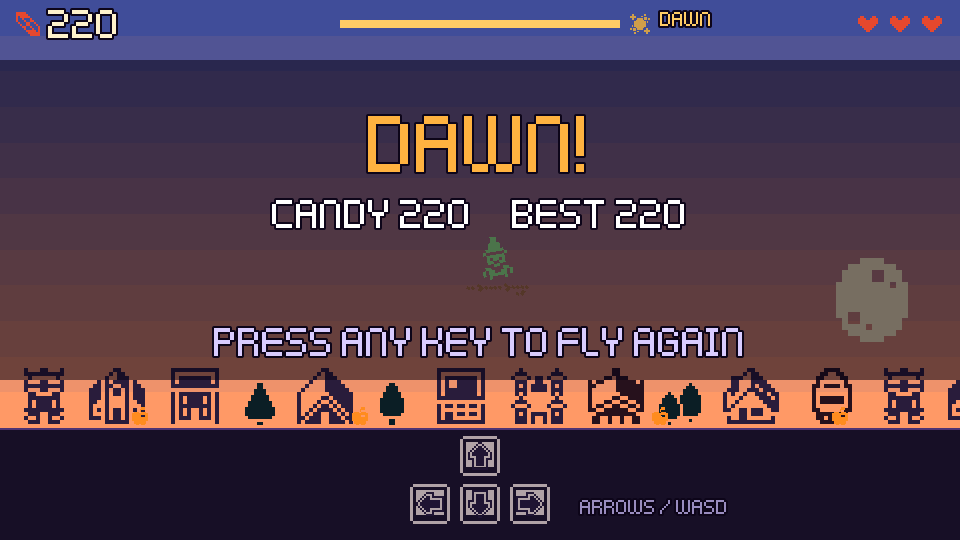 220
DAWN
DAWN!
CANDY 220 BEST 220
PRESS ANY KEY TO FLY AGAIN
ARROWS / WASD